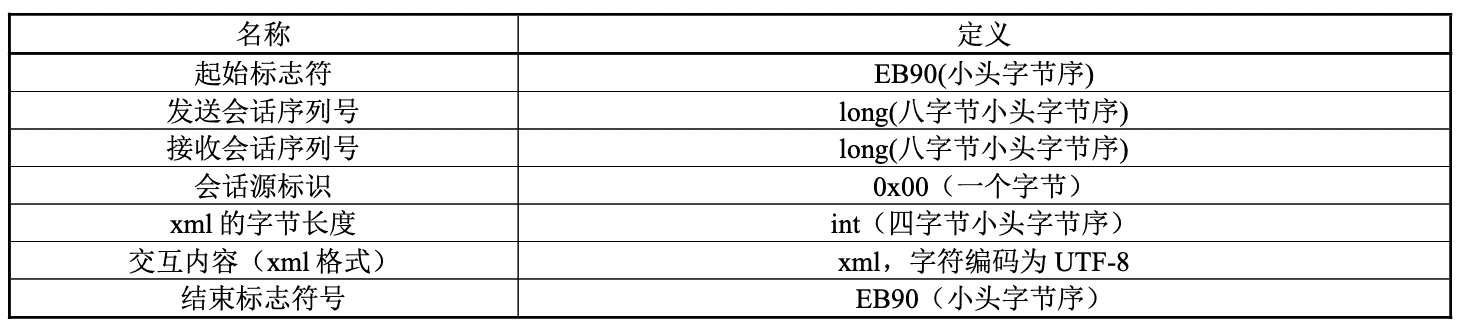 名称 定义
起始标志符 EB90(小头字节序)
发送会话序列号 long(八字节小头字节序)
接收会话序列号 long(八字节小头字节序)
会话源标识 0x00（一个字节）
xml 的字节长度 int（四字节小头字节序）
交互内容（xml 格式） xml，字符编码为 UTF-8
结束标志符号 EB90（小头字节序）